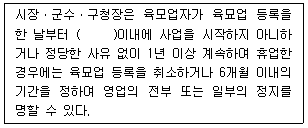 시장·군수·구청장은 육묘업자가 육묘업 등록을
한 날부터 (      )이내에 사업을 시작하지 아니하
거나 정당한 사유 없이 1년 이상 계속하여 휴업한
경우에는 육묘업 등록을 취소하거나 6개월 이내의
기간을 정하여 영업의 전부 또는 일부의 정지를
명할 수 있다.